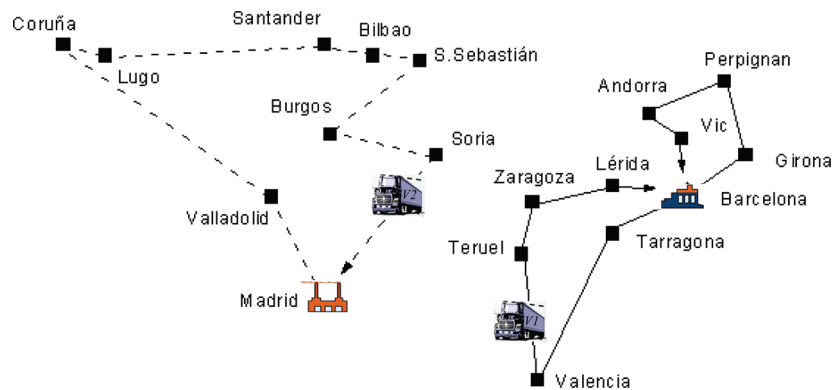 Coruña
Santander
Bilbao
S.Sebastián
Lugo
Perpignan
Andorra
Burgos
Vic
Soria
Girona
Lérida
Zaragoza
V2
Barcelona
Valladolid
Tarragona
Teruel
Madrid
V1
Valencia